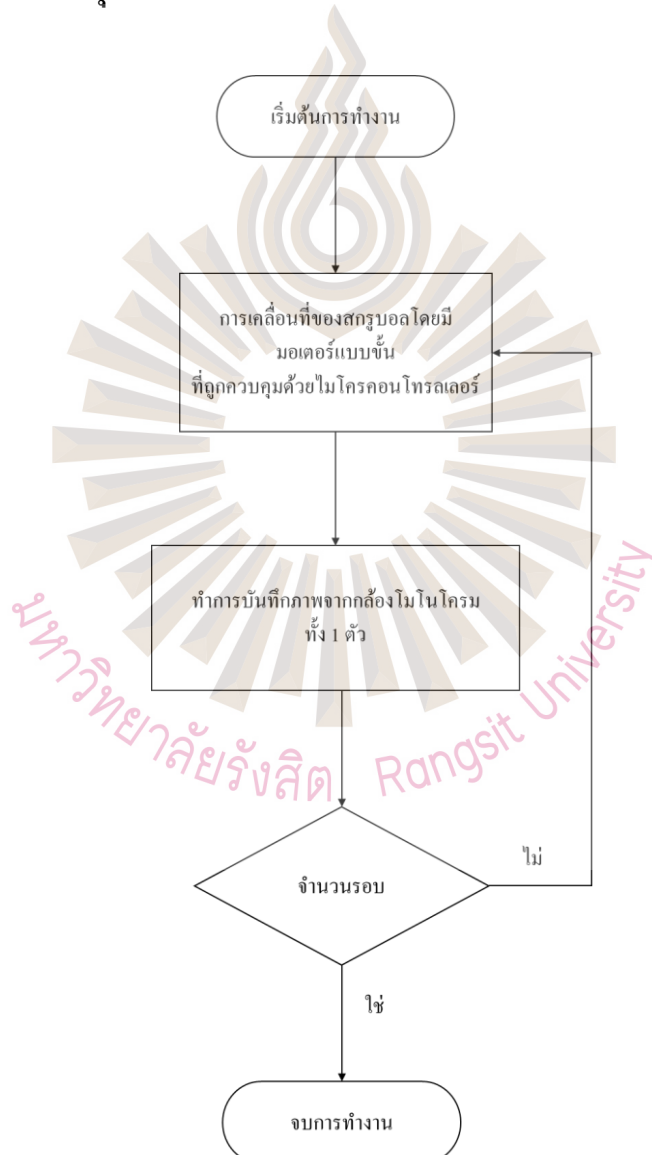 เริ่มต้นการทำงาน
การเคลื่อนที่ของสกรูบอลโดยมี
มอเตอร์แบบขั้น
ที่ถูกควบคุมด้วยไมโครคอนโทรลเลอร์
ทำการบันทึกภาพจากกล้องโมโนโครม
ทั้ง 1 ตัว
มหาวิทยาลัยรังสิต Rangsit University
จำนวนรอบ
ไม่
ใช่
จบการทำงาน